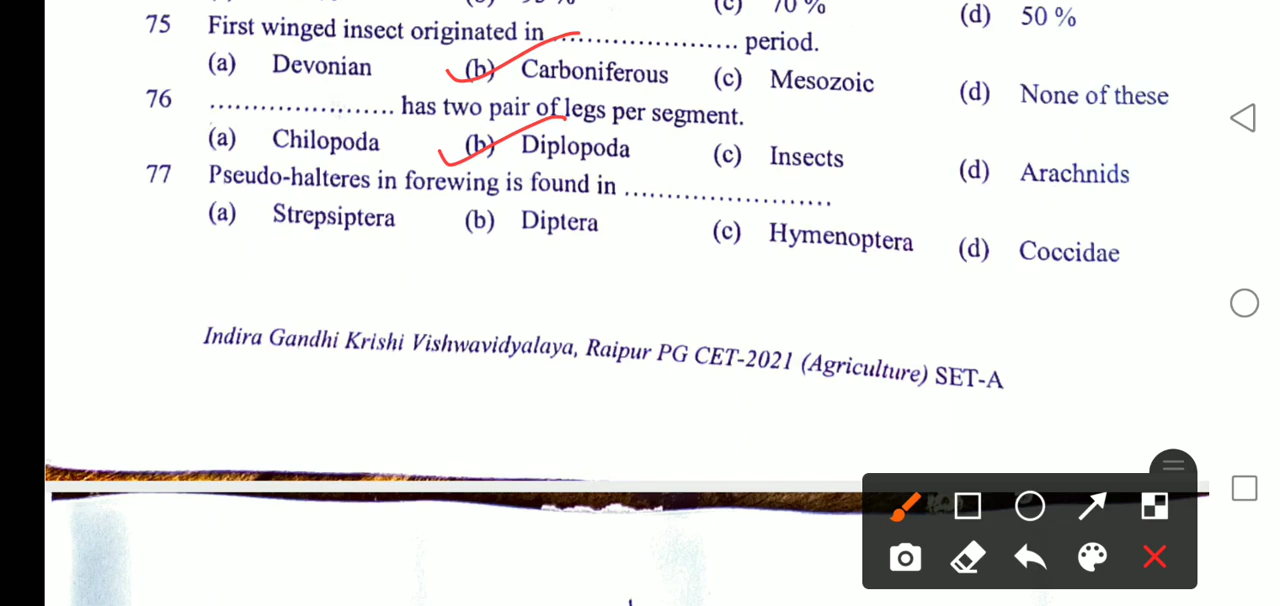 (c) 70 %
(d) 50 %
75 First winged insect originated in ........................ period.
(a) Devonian (b) Carboniferous (c) Mesozoic (d) None of these
76 ...................... has two pair of legs per segment.
(a) Chilopoda (b) Diplopoda (c) Insects (d) Arachnids
77 Pseudo-halteres in forewing is found in .........................
(a) Strepsiptera (b) Diptera (c) Hymenoptera (d) Coccidae
Indira Gandhi Krishi Vishwavidyalaya, Raipur PG CET-2021 (Agriculture) SET-A